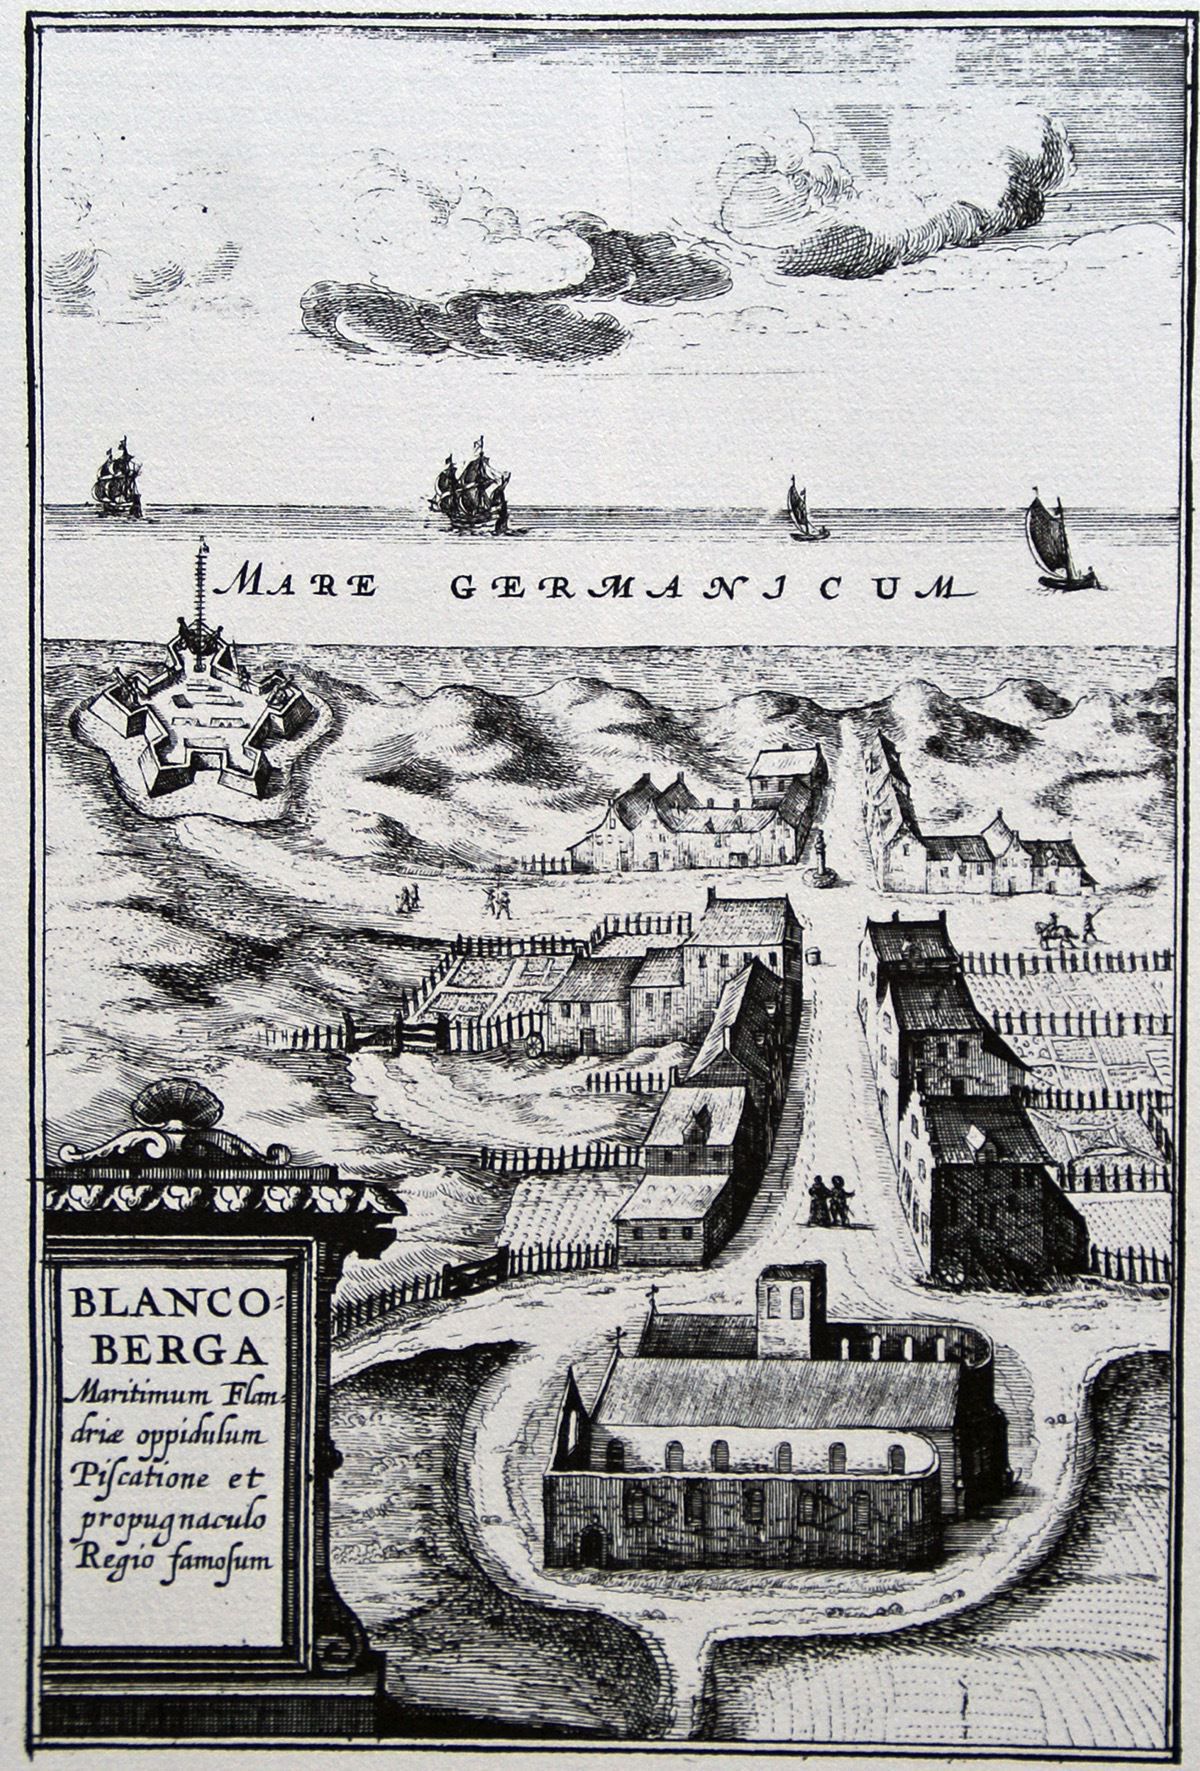 MARE GERMANICUM
BLANCO=
BERGA
Maritimum Flan=
driæ oppidulum
Piſcatione et
propugnaculo
Regio famoſum